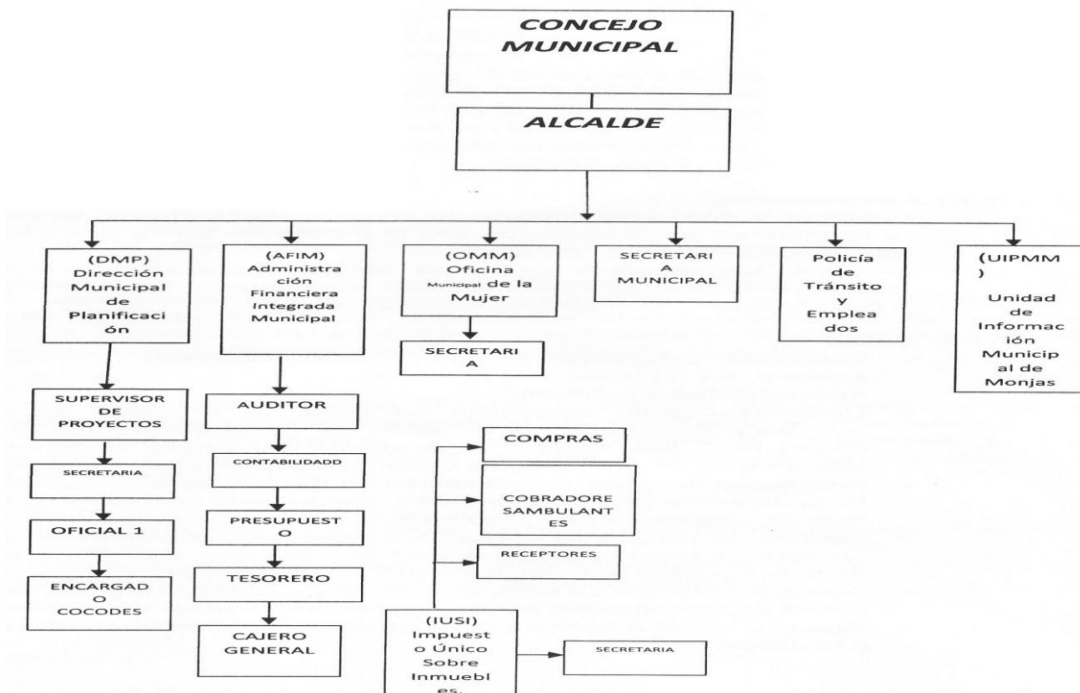 CONCEJO
MUNICIPAL
ALCALDE
(DMP)
Dirección
Municipal
de
Planificaci
ón
(AFIM)
Administra
ción
Financiera
Integrada
Municipal
(OMM)
Oficina
Municipal de la
Mujer
SECRETARI
A
MUNICIPAL
Policía
de
Tránsito
y
Emplea
dos
(UIPMM
)
Unidad
de
Informac
ión
Municip
al de
Monjas
SECRETARI
A
SUPERVISOR
DE
PROYECTOS
AUDITOR
SECRETARIA
CONTABILIDADD
OFICIAL 1
PRESUPUEST
O
ENCARGAD
O
COCODES
TESORERO
CAJERO
GENERAL
COMPRAS
COBRADORE
SAMBULANT
ES
RECEPTORES
(IUSI)
Impuest
o Único
Sobre
Inmuebl
es.
SECRETARIA